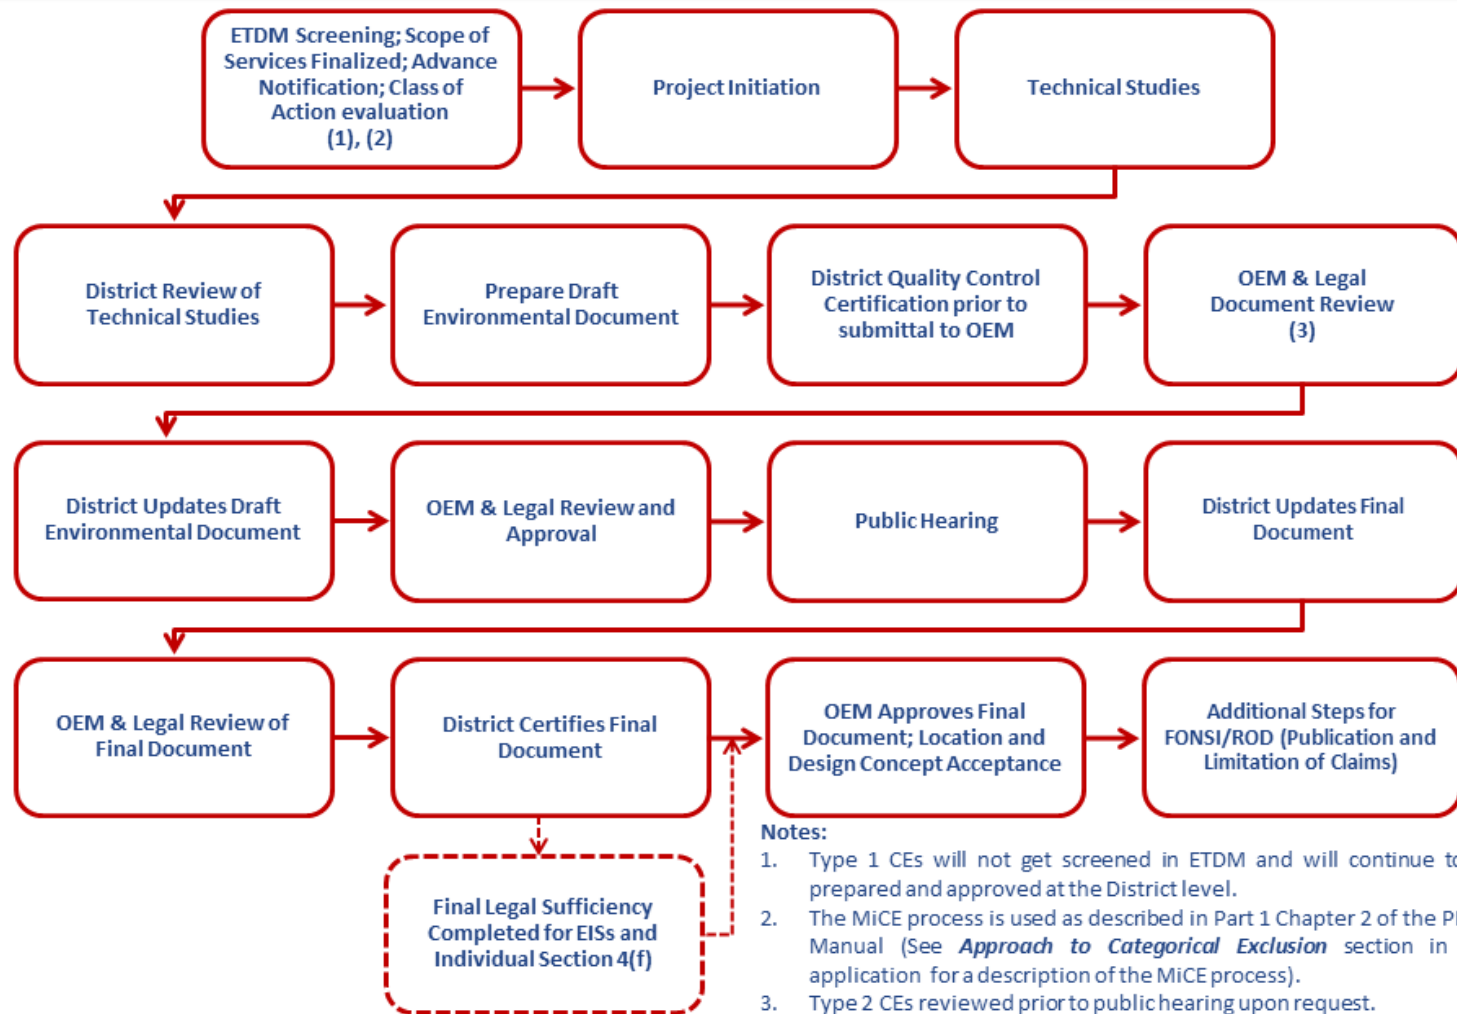 ETDM Screening; Scope of
Services Finalized; Advance
Notification; Class of
Action evaluation
(1), (2)
Project Initiation
Technical Studies
District Review of
Technical Studies
Prepare Draft
Environmental Document
District Quality Control
Certification prior to
submittal to OEM
OEM & Legal
Document Review
(3)
District Updates Draft
Environmental Document
OEM & Legal Review and
Approval
Public Hearing
District Updates Final
Document
OEM & Legal Review of
Final Document
District Certifies Final
Document
OEM Approves Final
Document; Location and
Design Concept Acceptance
Additional Steps for
FONSI/ROD (Publication and
Limitation of Claims)
Final Legal Sufficiency
Completed for EISs and
Individual Section 4(f)
Notes:
1. Type 1 CEs will not get screened in ETDM and will continue
prepared and approved at the District level.
2. The MiCE process is used as described in Part 1 Chapter 2 of the
Manual (See Approach to Categorical Exclusion section in
application for a description of the MiCE process).
3. Type 2 CEs reviewed prior to public hearing upon request.